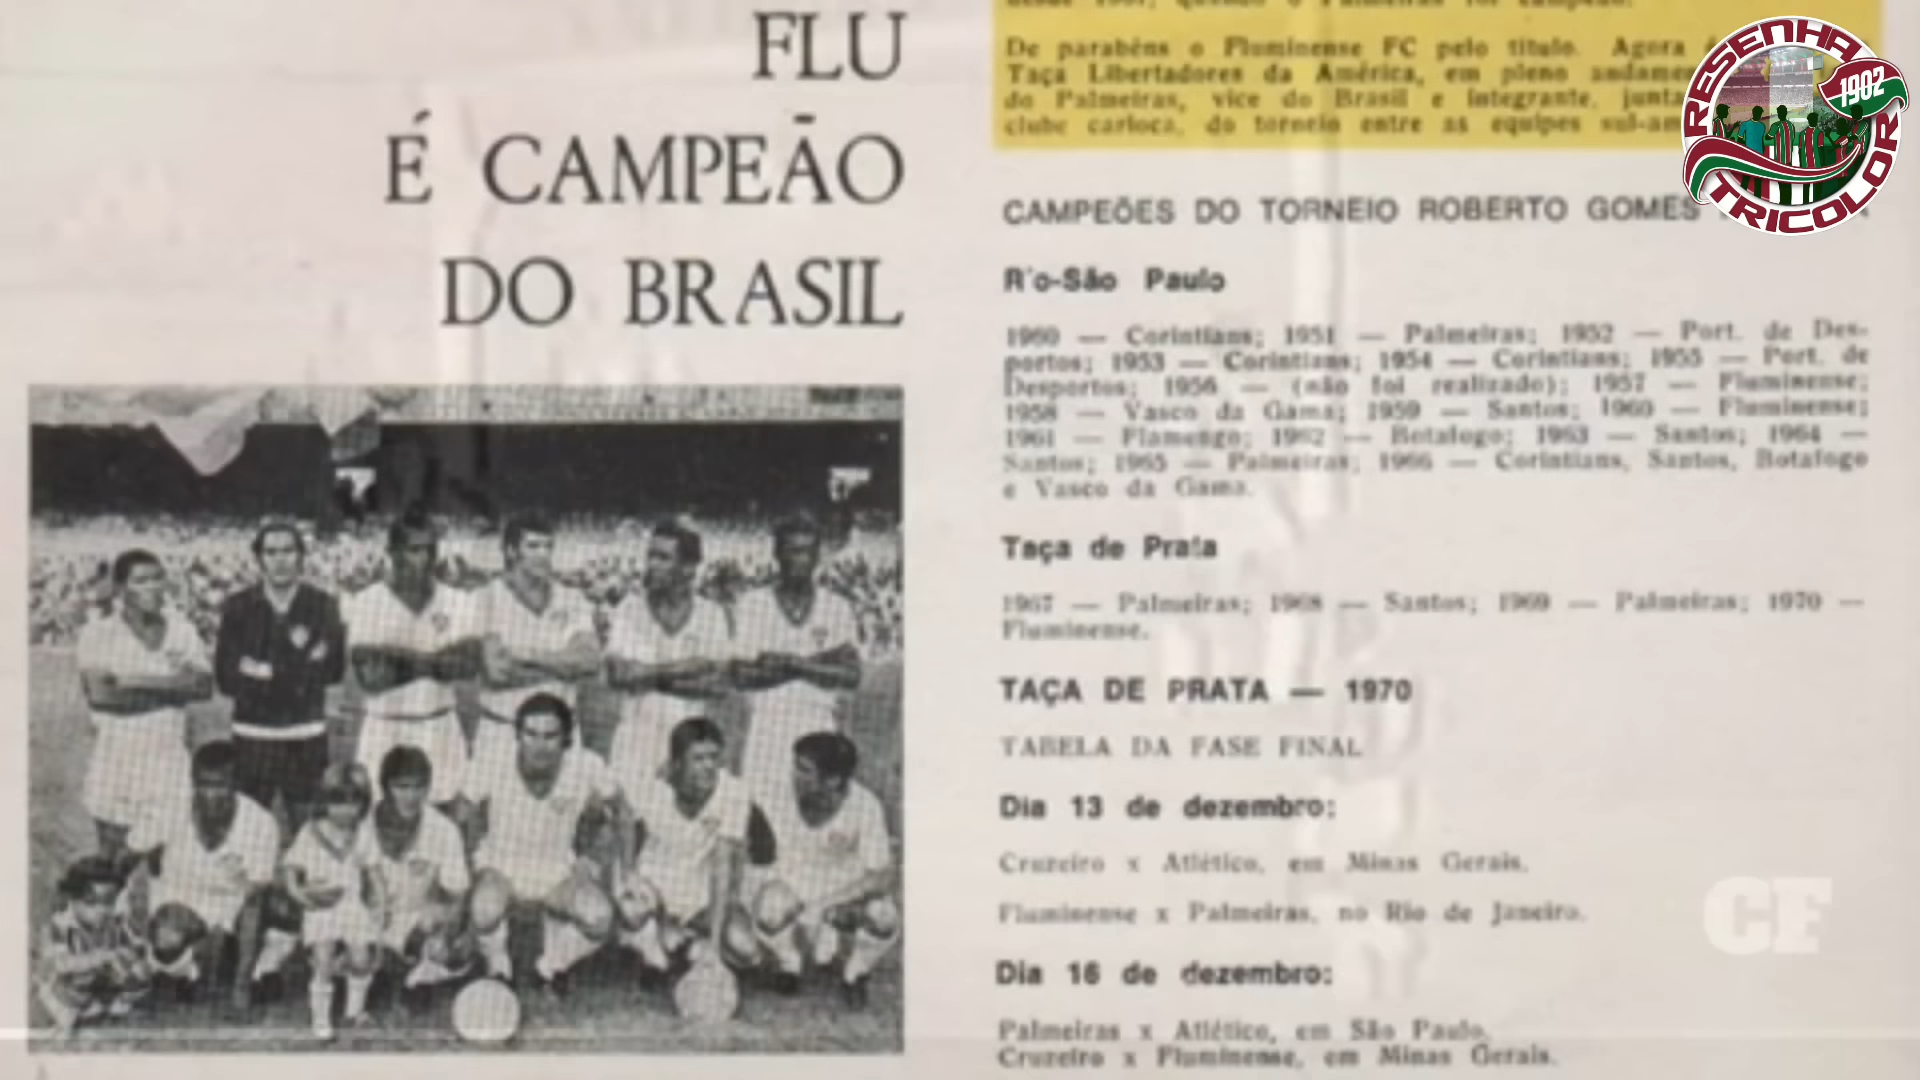 FLU
É CAMPEÃO
DO BRASIL
De parabéns o Fluminense FC pelo título. Agora
Taça Libertadores da América, em pleno
do Palmeiras, vice do Brasil e integrante, 
clube carioca, do torneio entre as equipes
CAMPEÕES DO TORNEIO ROBERTO GOMES
R'o-São Paulo
1960 — Corintians; 1951 — Palmeiras; 1952 — Port. de Des-
portos; 1953 — Corintians; 1954 — Corintians; 1955 — Port. de
Desportos; 1956 — (não foi realizado); 1957 — Fluminense;
1958 — Vasco da Gama; 1959 — Santos; 1960 — Fluminense;
1961 — Flamengo; 1962 — Botafogo; 1963 — Santos; 1964 —
Santos; 1965 — Palmeiras; 1966 — Corintians, Santos, Botafogo
e Vasco da Gama.
Taça de Prata
1967 — Palmeiras; 1968 — Santos; 1969 — Palmeiras; 1970 —
Fluminense.
TAÇA DE PRATA — 1970
TABELA DA FASE FINAL
Dia 13 de dezembro:
Cruzeiro x Atlético, em Minas Gerais.
Fluminense x Palmeiras, no Rio de Janeiro.
Dia 16 de dezembro:
Palmeiras x Atlético, em São Paulo.
Cruzeiro x Fluminense, em Minas Gerais.
RESENHA
1902
TRICOLOR
CF